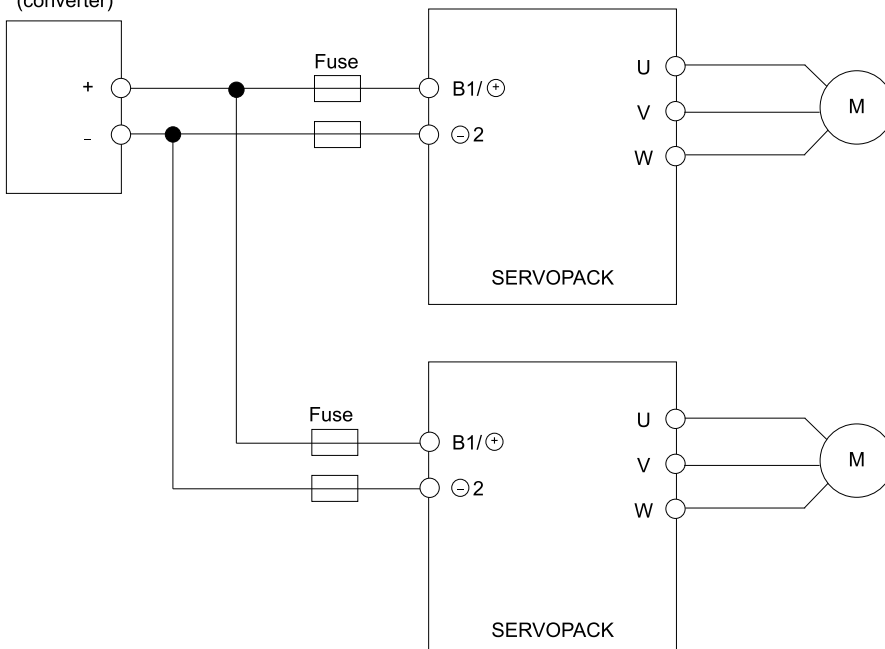 (converter)
+
–
Fuse
B1/⊕
⊖2
U
V
W
M
SERVOPACK
Fuse
B1/⊕
⊖2
U
V
W
M
SERVOPACK